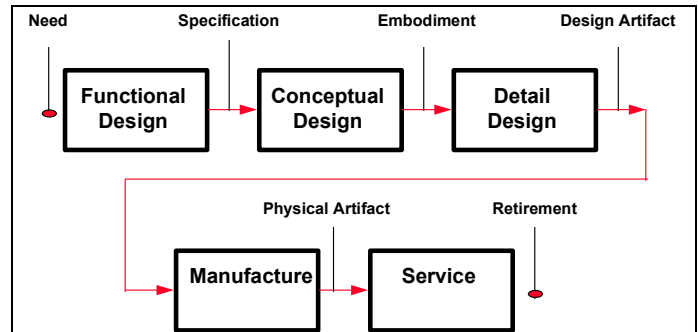 Need
Specification
Embodiment
Design Artifact
Functional
Design
Conceptual
Design
Detail
Design
Physical Artifact
Retirement
Manufacture
Service